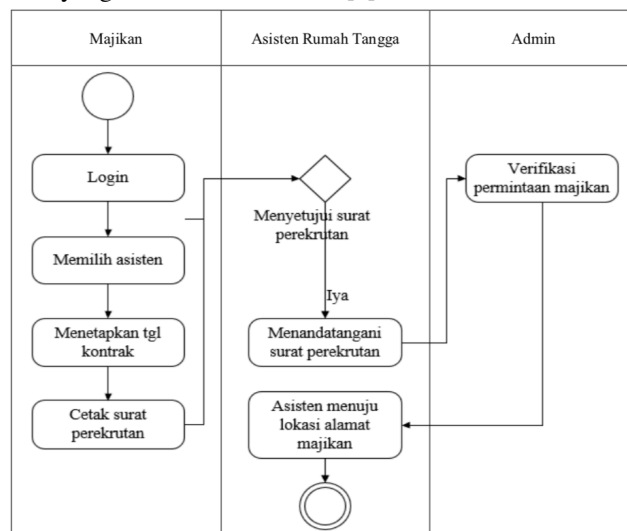 Majikan
Asisten Rumah Tangga
Admin
Login
Memilih asisten
Menetapkan tgl
kontrak
Cetak surat
perekrutan
Menyetujui surat
perekrutan
Iya
Menandatangani
surat perekrutan
Asisten menuju
lokasi alamat
majikan
Verifikasi
permintaan majikan